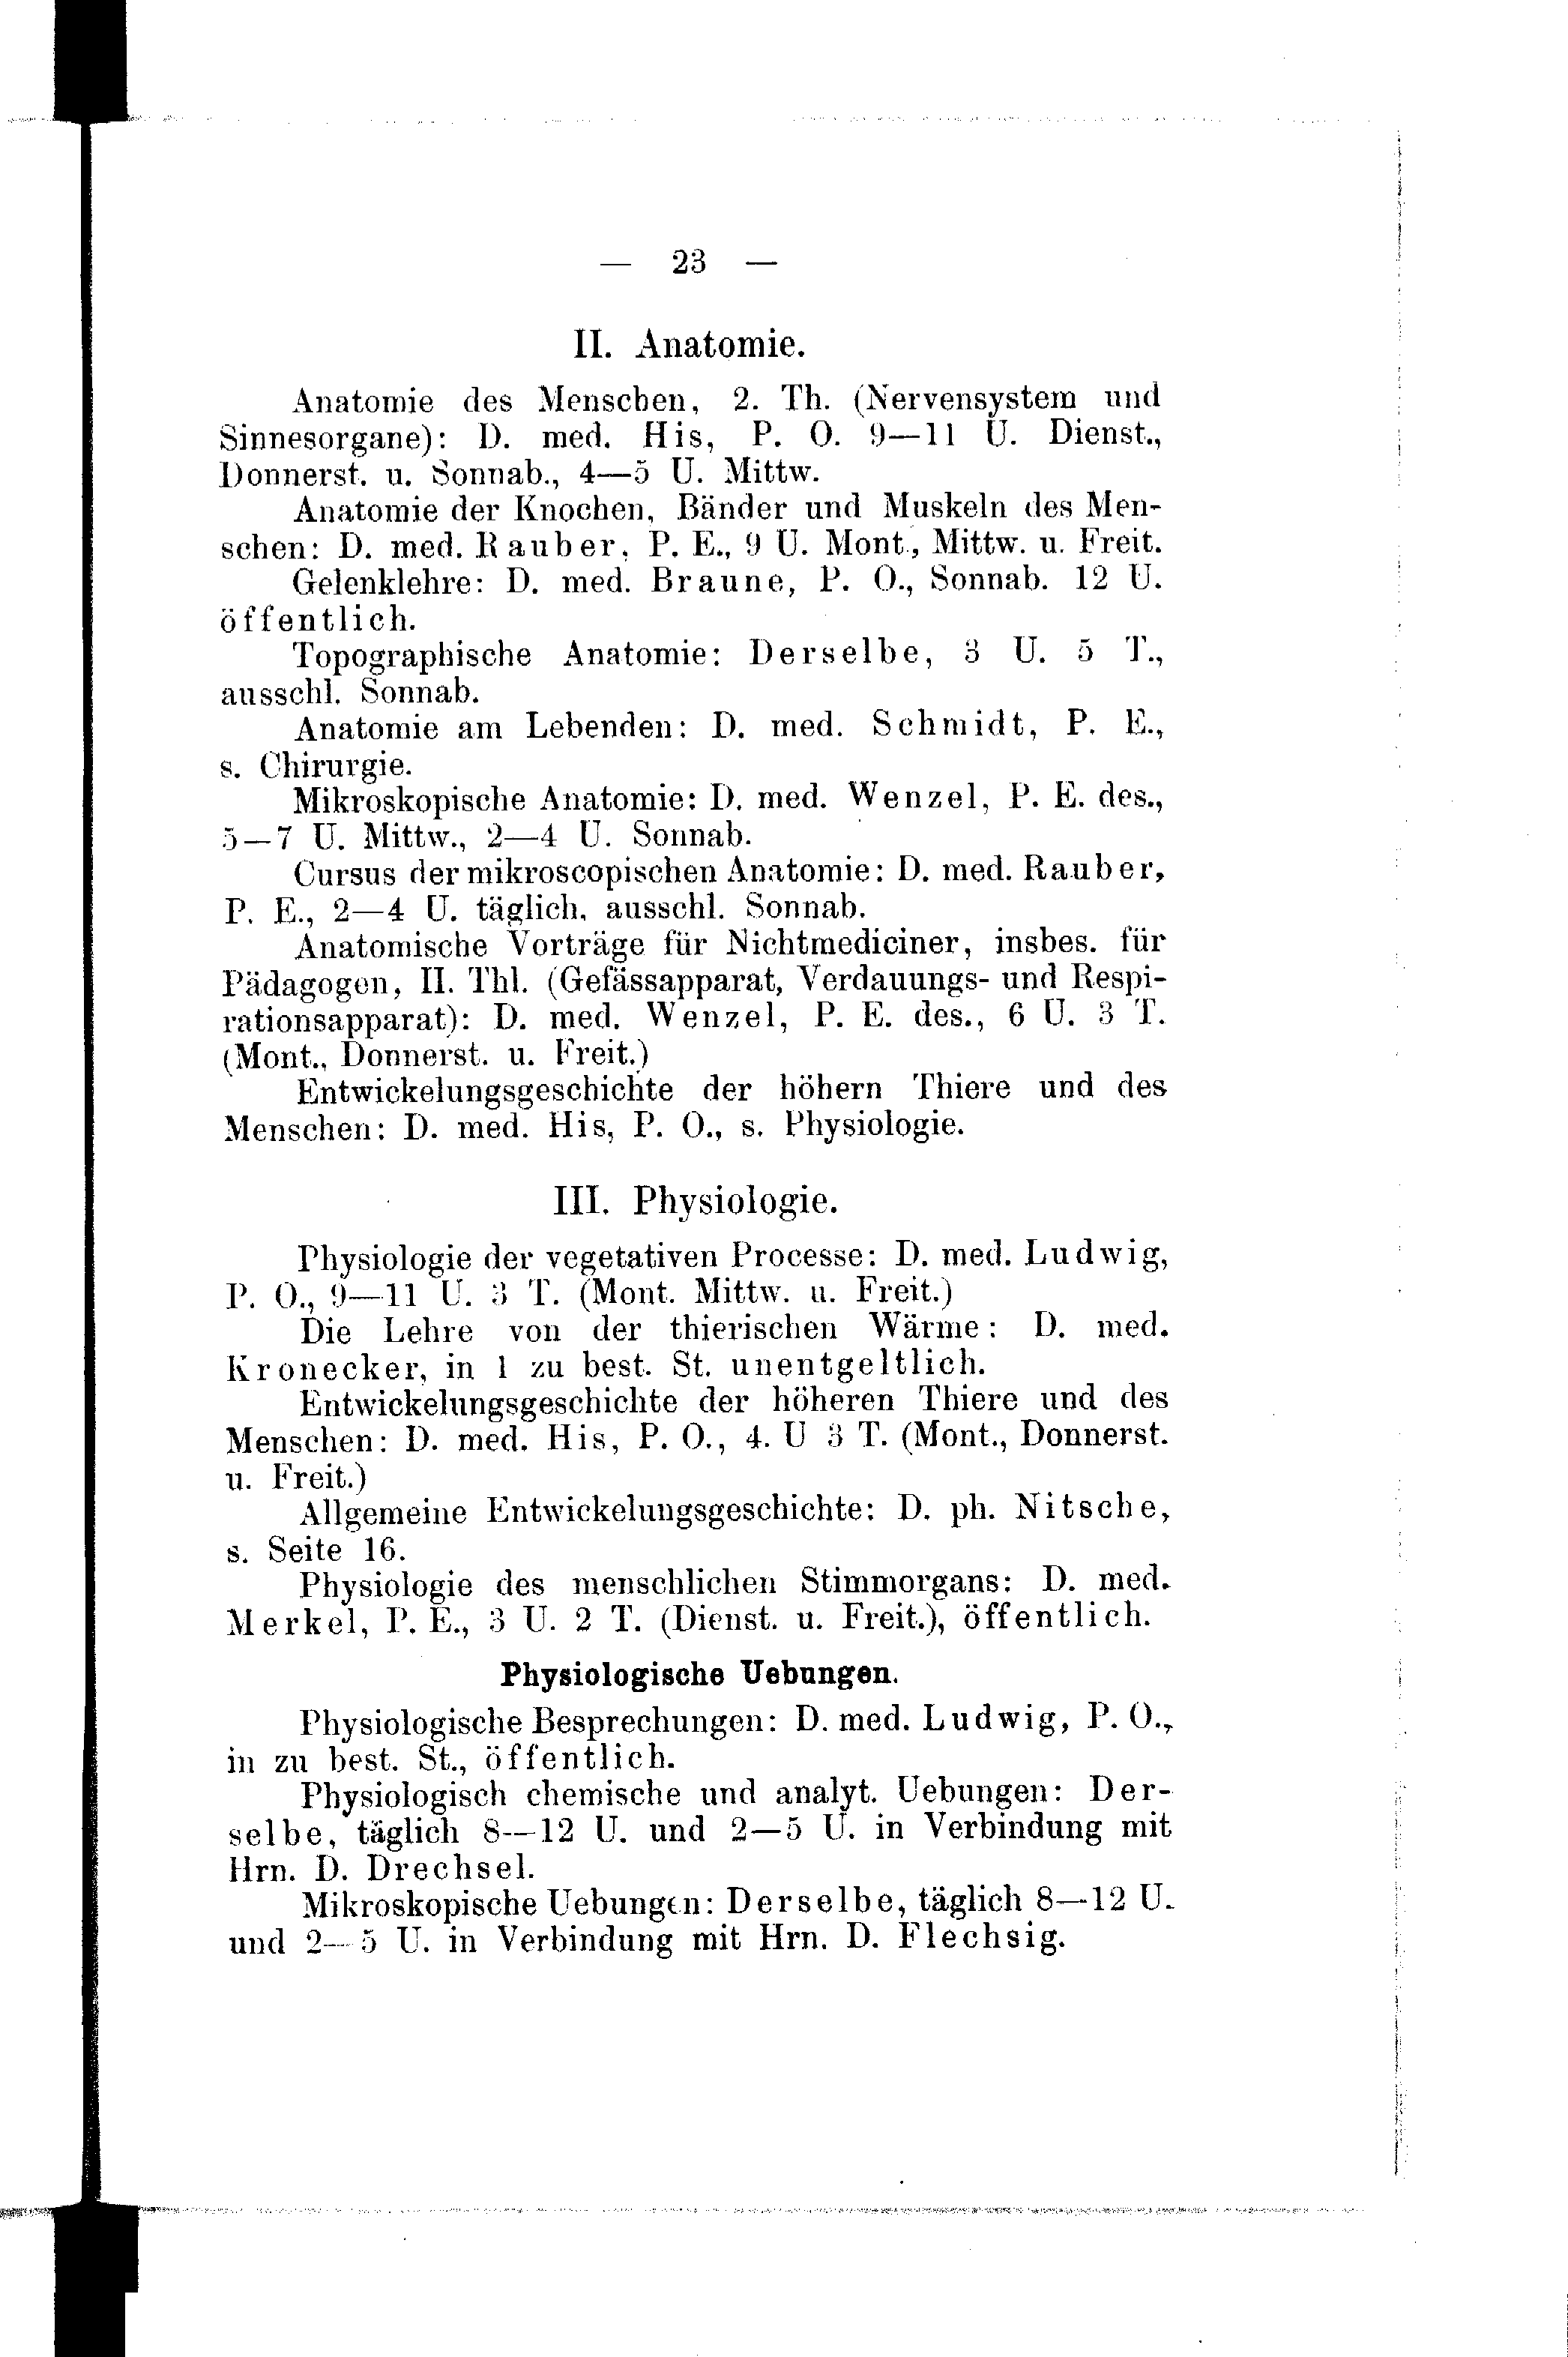 — 23 —
II. Anatomie.
Anatomie des Menschen, 2. Th. (Nervensystem und
Sinnesorgane): D. med. His, P. O. 9—11 U. Dienst.,
Donnerst. u. Sonnab., 4—5 U. Mittw.
Anatomie der Knochen, Bänder und Muskeln des Men-
schen: D. med. Rauber, P. E., 9 U. Mont., Mittw. u. Freit.
Gelenklehre: D. med. Braune, P. O., Sonnab. 12 U.
öffentlich.
Topographische Anatomie: Derselbe, 3 U. 5 T.,
ausschl. Sonnab.
Anatomie am Lebenden: D. med. Schmidt, P. E.,
s. Chirurgie.
Mikroskopische Anatomie: D. med. Wenzel, P. E. des.,
5—7 U. Mittw., 2—4 U. Sonnab.
Cursus der mikroscopischen Anatomie: D. med. Rauber,
P. E., 2—4 U. täglich, ausschl. Sonnab.
Anatomische Vorträge für Nichtmediciner, insbes. für
Pädagogen, II. Thl. (Gefässapparat, Verdauungs- und Respi-
rationsapparat): D. med. Wenzel, P. E. des., 6 U. 3 T.
(Mont., Donnerst. u. Freit.)
Entwickelungsgeschichte der höhern Thiere und des
Menschen: D. med. His, P. O., s. Physiologie.
III. Physiologie.
Physiologie der vegetativen Processe: D. med. Ludwig,
P. O., 9—11 U. 3 T. (Mont. Mittw. u. Freit.)
Die Lehre von der thierischen Wärme: D. med.
Kronecker, in 1 zu best. St. unentgeltlich.
Entwickelungsgeschichte der höheren Thiere und des
Menschen: D. med. His, P. O., 4. U 3 T. (Mont., Donnerst.
u. Freit.)
Allgemeine Entwickelungsgeschichte: D. ph. Nitsche,
s. Seite 16.
Physiologie des menschlichen Stimmorgans: D. med.
Merkel, P. E., 3 U. 2 T. (Dienst. u. Freit.), öffentlich.
Physiologische Uebungen.
Physiologische Besprechungen: D. med. Ludwig, P. O.,
in zu best. St., öffentlich.
Physiologisch chemische und analyt. Uebungen: Der-
selbe, täglich 8—12 U. und 2—5 U. in Verbindung mit
Hrn. D. Drechsel.
Mikroskopische Uebungen: Derselbe, täglich 8—12 U.
und 2—5 U. in Verbindung mit Hrn. D. Flechsig.